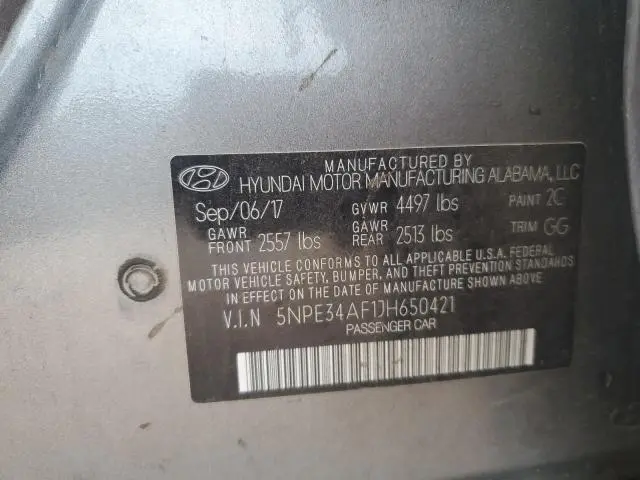 MANUFACTURED BY
HYUNDAI MOTOR MANUFACTURING ALABAMA, LLC
Sep/06/17 GVWR 4497 lbs PAINT 2C
GAWR FRONT 2557 lbs GAWR REAR 2513 lbs TRIM GG
THIS VEHICLE CONFORMS TO ALL APPLICABLE U.S.A. FEDERAL
MOTOR VEHICLE SAFETY, BUMPER, AND THEFT PREVENTION STANDARDS
IN EFFECT ON THE DATE OF MANUFACTURE SHOWN ABOVE.
V.I.N 5NPE34AF1JH650421
PASSENGER CAR